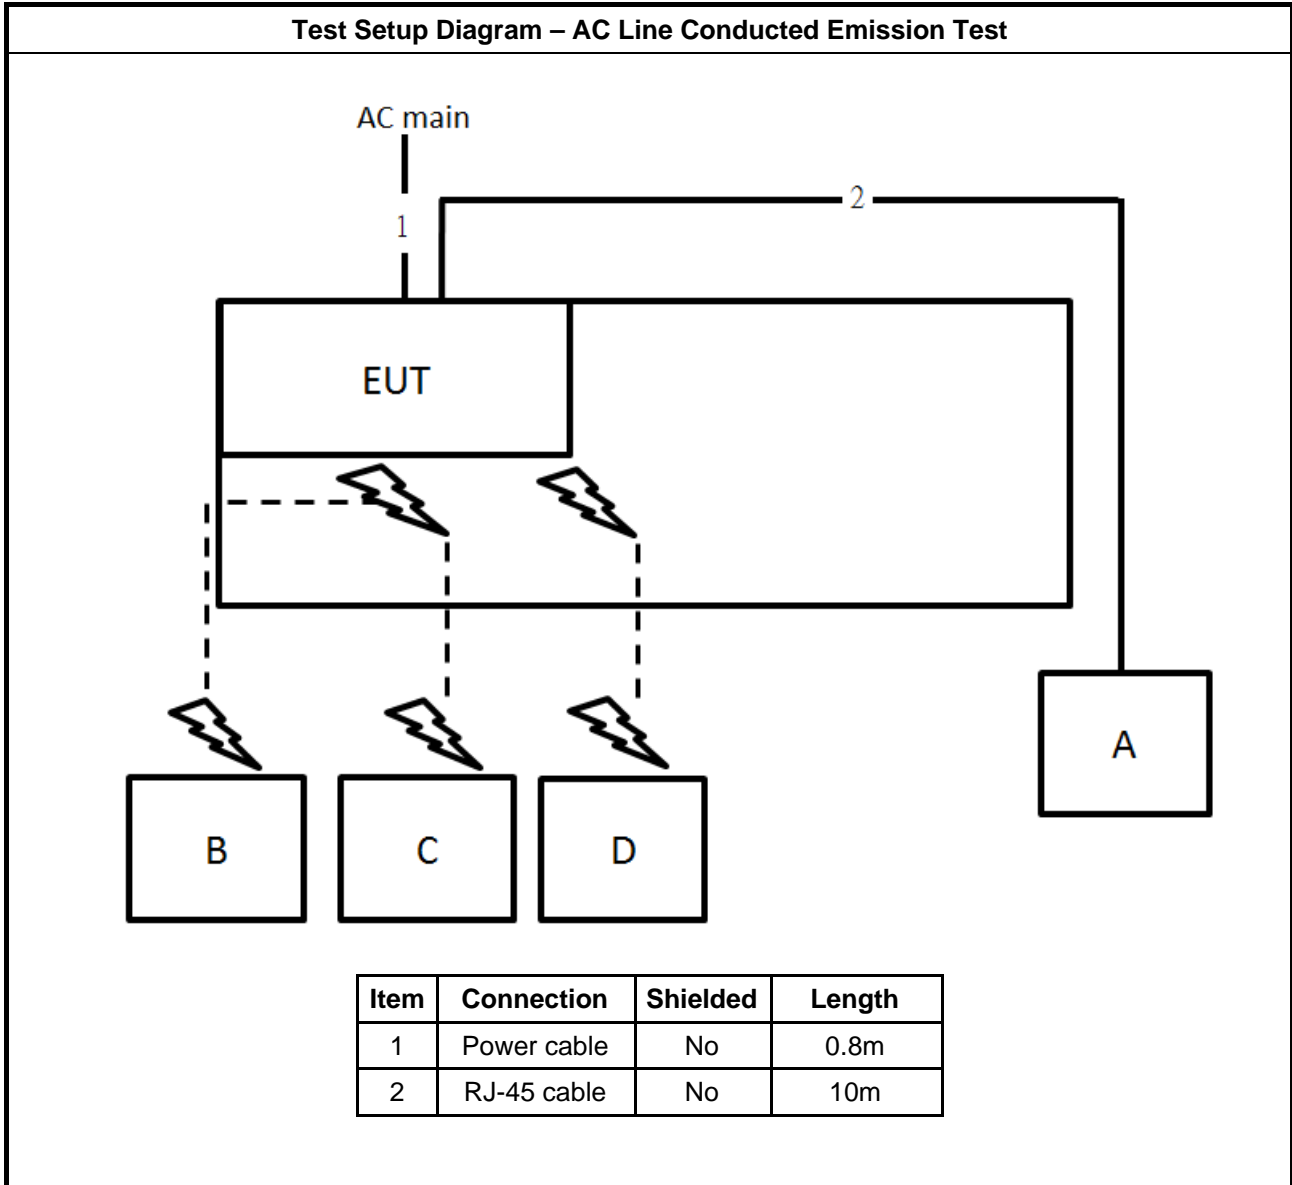 Test Setup Diagram – AC Line Conducted Emission Test
AC main
2
1
EUT
A
B C D
Item Connection Shielded Length
1 Power cable No 0.8m
2 RJ-45 cable No 10m